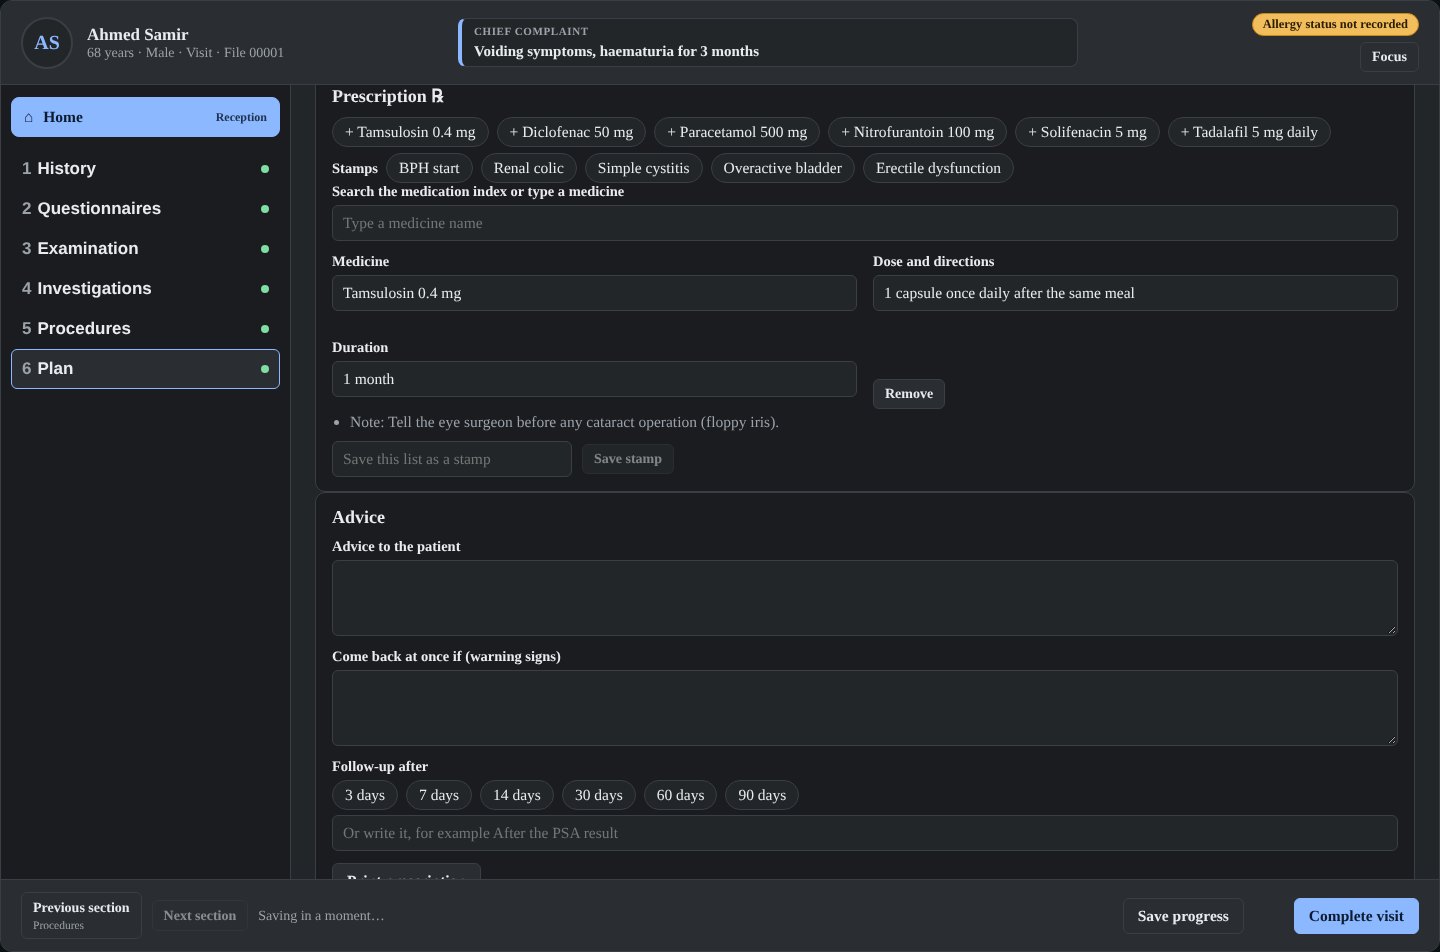 AS
Ahmed Samir
68 years · Male · Visit · File 00001
CHIEF COMPLAINT
Voiding symptoms, haematuria for 3 months
Allergy status not recorded
Focus
⌂ Home Reception
1 History
2 Questionnaires
3 Examination
4 Investigations
5 Procedures
6 Plan
Prescription ℞
+ Tamsulosin 0.4 mg + Diclofenac 50 mg + Paracetamol 500 mg + Nitrofurantoin 100 mg + Solifenacin 5 mg + Tadalafil 5 mg daily
Stamps BPH start Renal colic Simple cystitis Overactive bladder Erectile dysfunction
Search the medication index or type a medicine
Type a medicine name
Medicine Dose and directions
Tamsulosin 0.4 mg 1 capsule once daily after the same meal
Duration
1 month
Remove
• Note: Tell the eye surgeon before any cataract operation (floppy iris).
Save this list as a stamp Save stamp
Advice
Advice to the patient
Come back at once if (warning signs)
Follow-up after
3 days 7 days 14 days 30 days 60 days 90 days
Or write it, for example After the PSA result
Previous section
Procedures
Next section Saving in a moment… Save progress Complete visit